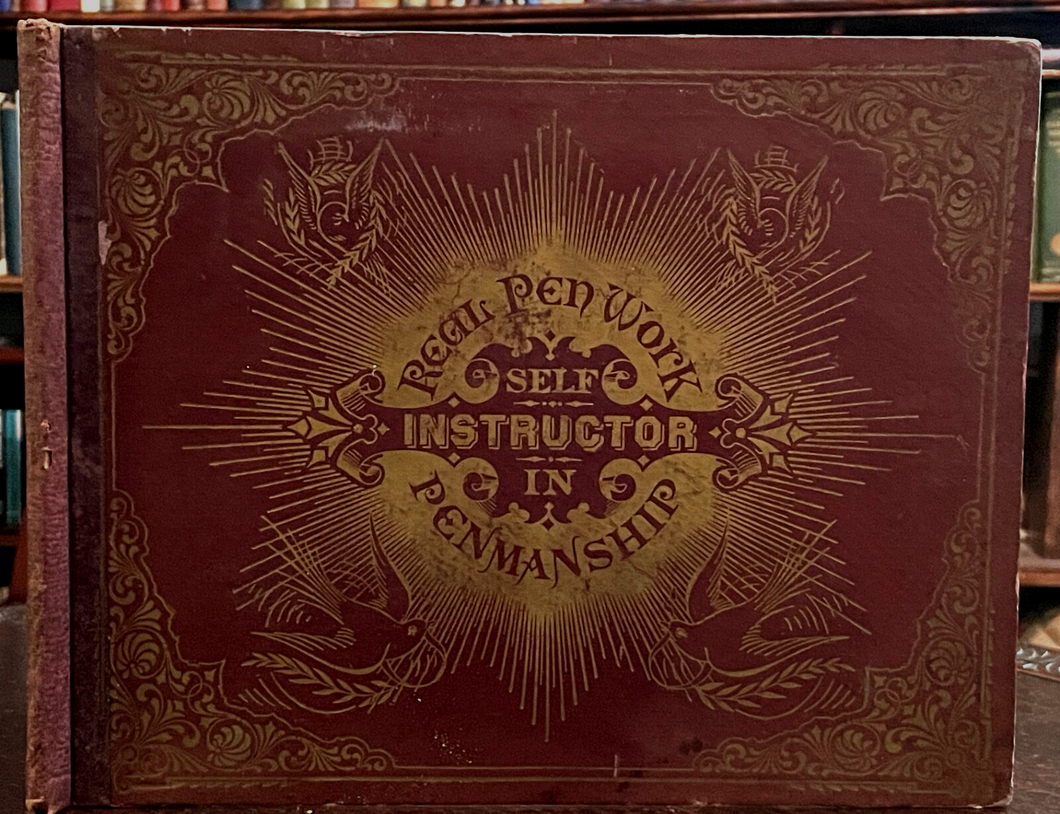 REAL PEN WORK
SELF
INSTRUCTOR
IN
PENMANSHIP